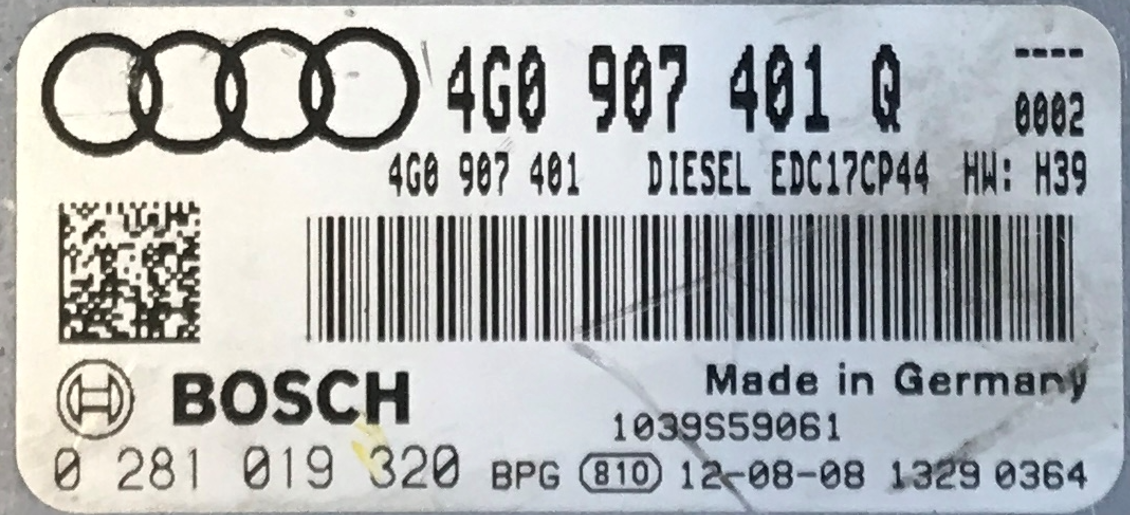 4G0 907 401 Q ----
0002
4G0 907 401 DIESEL EDC17CP44 HW: H39
BOSCH Made in Germany
1039S59061
0 281 019 320 BPG 810 12-08-08 1329 0364